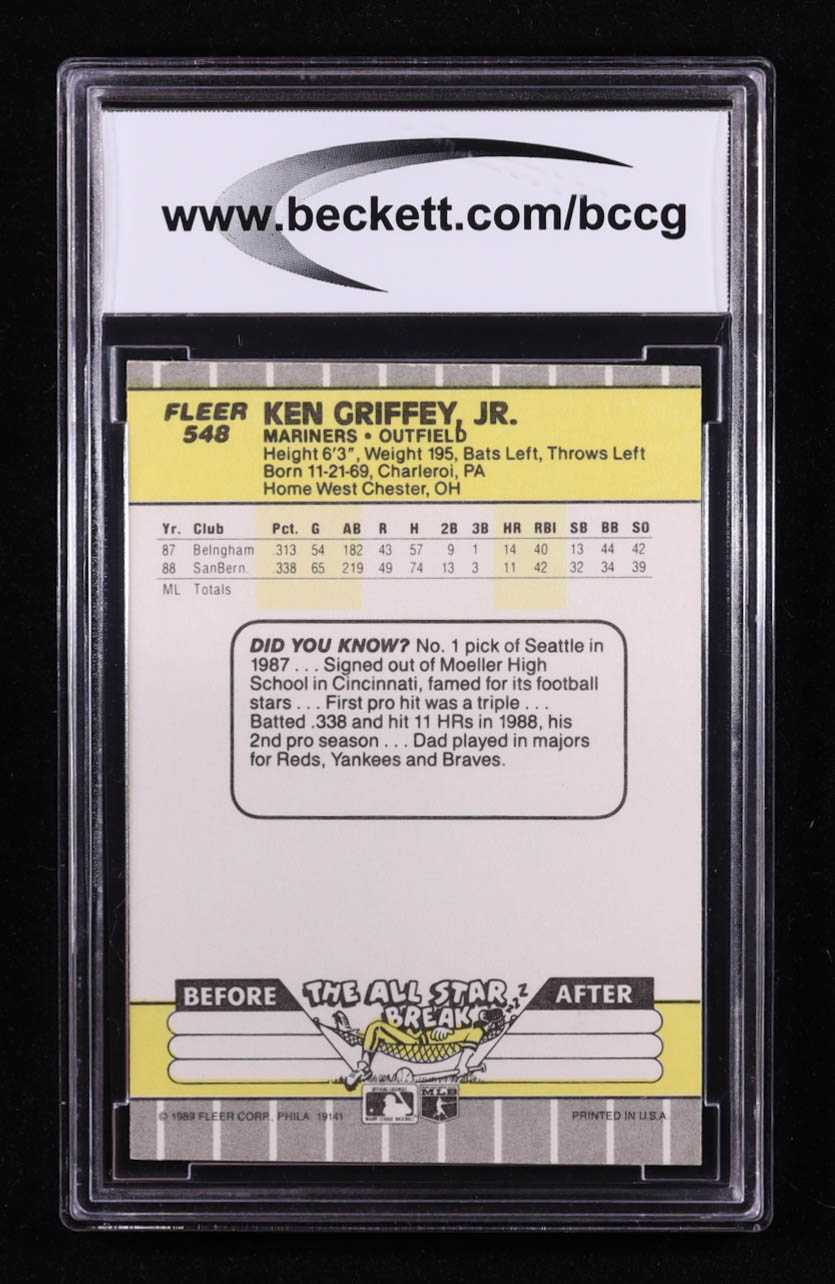 www.beckett.com/bccg
FLEER 548
KEN GRIFFEY, JR.
MARINERS • OUTFIELD
Height 6'3", Weight 195, Bats Left, Throws Left
Born 11-21-69, Charleroi, PA
Home West Chester, OH
Yr. Club Pct. G AB R H 2B 3B HR RBI SB BB SO
87 Belngham .313 54 182 43 57 9 1 14 40 13 44 42
88 SanBern. .338 65 219 49 74 13 3 11 42 32 34 39
ML Totals
DID YOU KNOW? No. 1 pick of Seattle in
1987 . . . Signed out of Moeller High
School in Cincinnati, famed for its football
stars . . . First pro hit was a triple . . .
Batted .338 and hit 11 HRs in 1988, his
2nd pro season . . . Dad played in majors
for Reds, Yankees and Braves.
BEFORE THE ALL STAR BREAK AFTER
zzZ
MLB
© 1989 FLEER CORP., PHILA. 19141
PRINTED IN U.S.A.